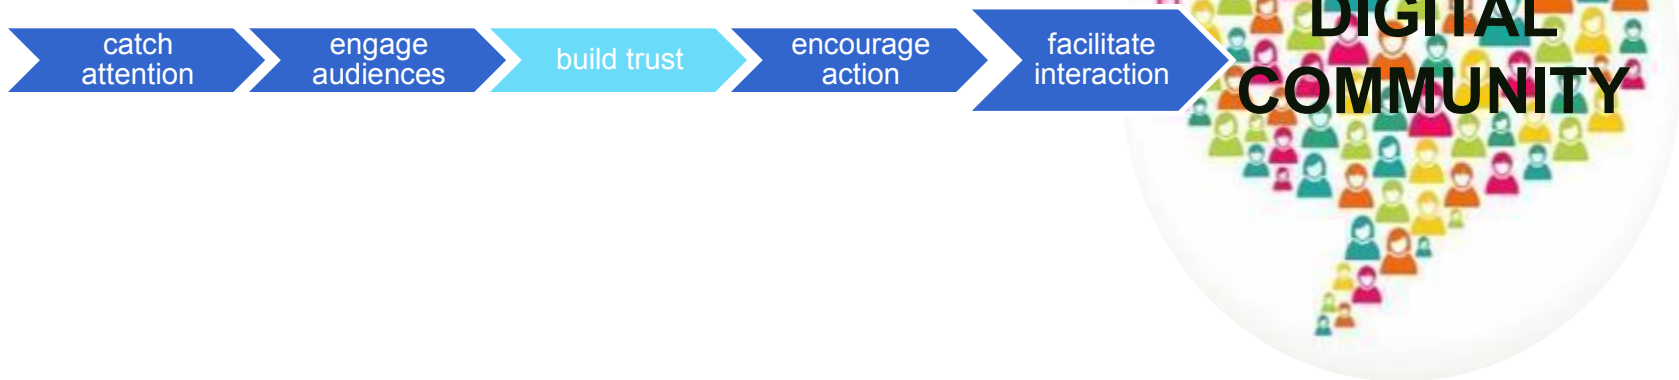 catch
attention
engage
audiences
build trust
encourage
action
facilitate
interaction
DIGITAL
COMMUNITY